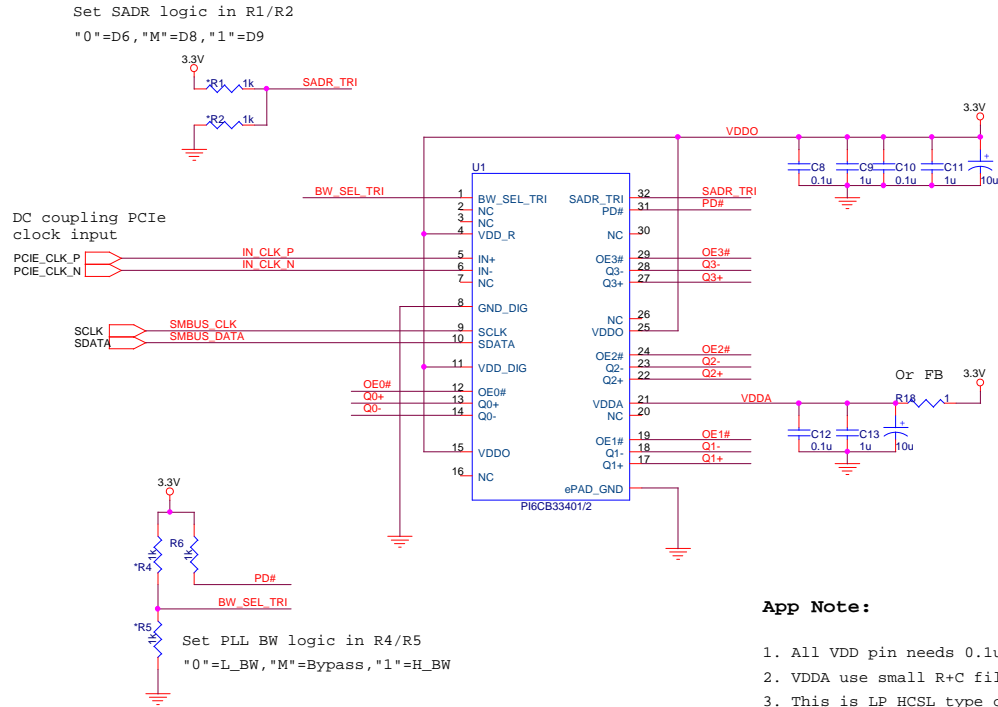 Set SADR logic in R1/R2
"0"=D6,"M"=D8,"1"=D9
3.3V
*R1 1k
SADR_TRI
*R2 1k
3.3V
VDDO
C8 C9 C10 C11
0.1u 1u 0.1u 1u 10u
+
U1
BW_SEL_TRI
1 BW_SEL_TRI
2 NC
3 NC
4 VDD_R
5 IN+
6 IN-
7 NC
8 GND_DIG
9 SCLK
10 SDATA
11 VDD_DIG
12 OE0#
13 Q0+
14 Q0-
15 VDDO
16 NC
SADR_TRI 32 SADR_TRI
PD# 31 PD#
NC 30
OE3# 29 OE3#
Q3- 28 Q3-
Q3+ 27 Q3+
NC 26
VDDO 25
OE2# 24 OE2#
Q2- 23 Q2-
Q2+ 22 Q2+
VDDA 21 VDDA
NC 20
OE1# 19 OE1#
Q1- 18 Q1-
Q1+ 17 Q1+
ePAD_GND
PI6CB33401/2
DC coupling PCIe
clock input
PCIE_CLK_P IN_CLK_P
PCIE_CLK_N IN_CLK_N
SCLK SMBUS_CLK
SDATA SMBUS_DATA
OE0#
Q0+
Q0-
Or FB
3.3V
R18 1
C12 C13
0.1u 1u 10u
+
3.3V
*R4 1k
R6 1k
PD#
BW_SEL_TRI
*R5 1k
Set PLL BW logic in R4/R5
"0"=L_BW,"M"=Bypass,"1"=H_BW
App Note:
1. All VDD pin needs 0.1u
2. VDDA use small R+C fil
3. This is LP HCSL type